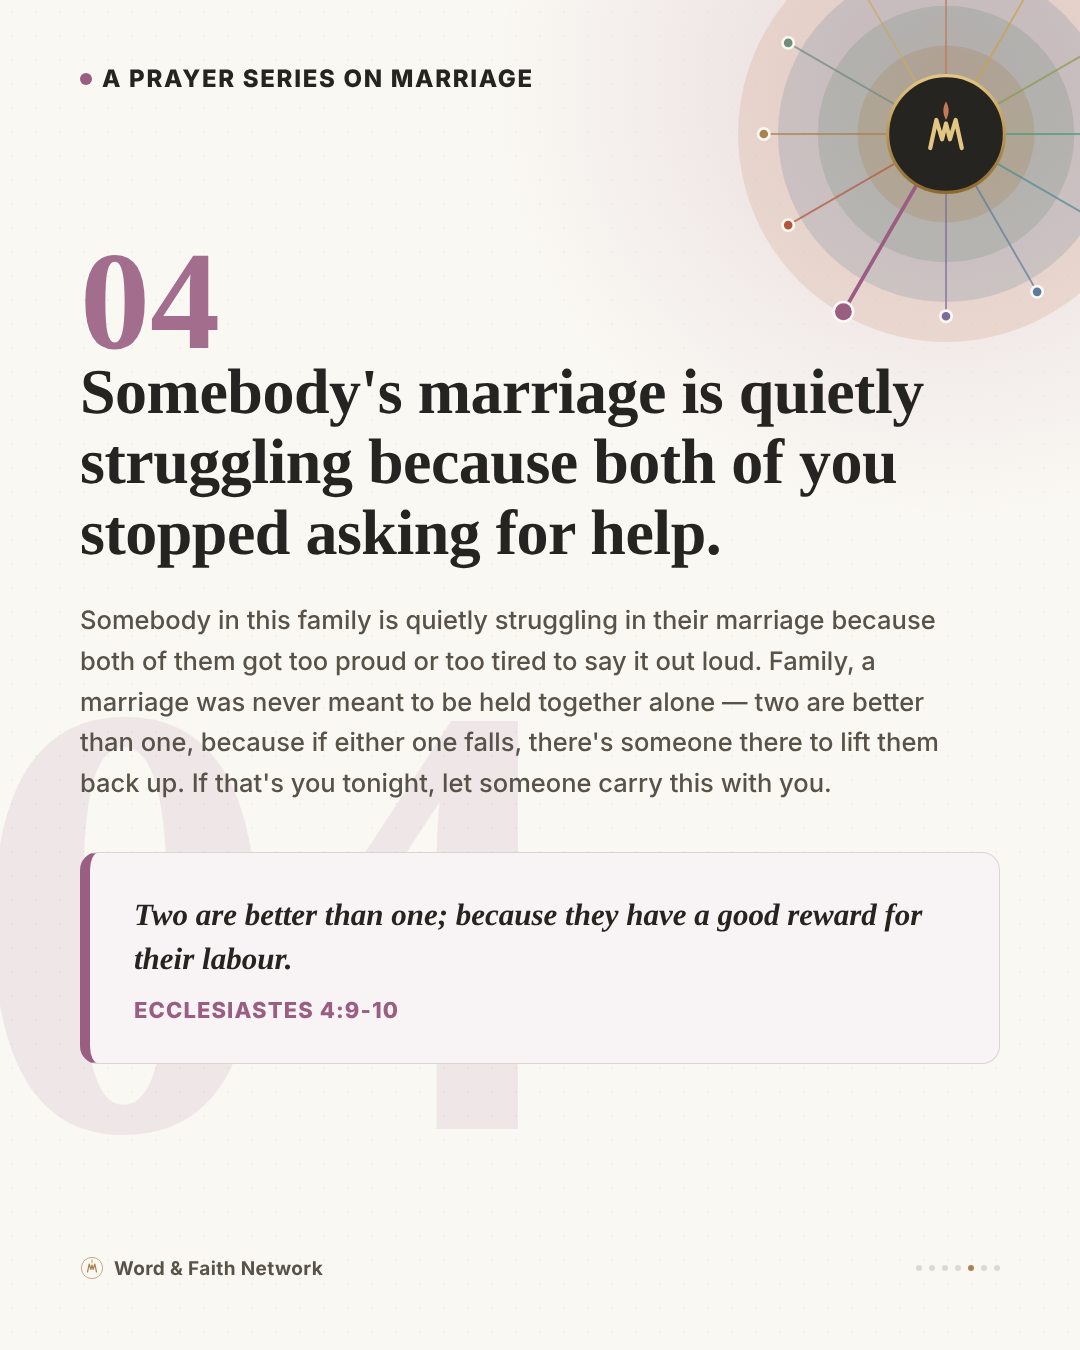 A PRAYER SERIES ON MARRIAGE
04
Somebody's marriage is quietly
struggling because both of you
stopped asking for help.
Somebody in this family is quietly struggling in their marriage because
both of them got too proud or too tired to say it out loud. Family, a
marriage was never meant to be held together alone — two are better
than one, because if either one falls, there's someone there to lift them
back up. If that's you tonight, let someone carry this with you.
04
Two are better than one; because they have a good reward for
their labour.
ECCLESIASTES 4:9-10
Word & Faith Network